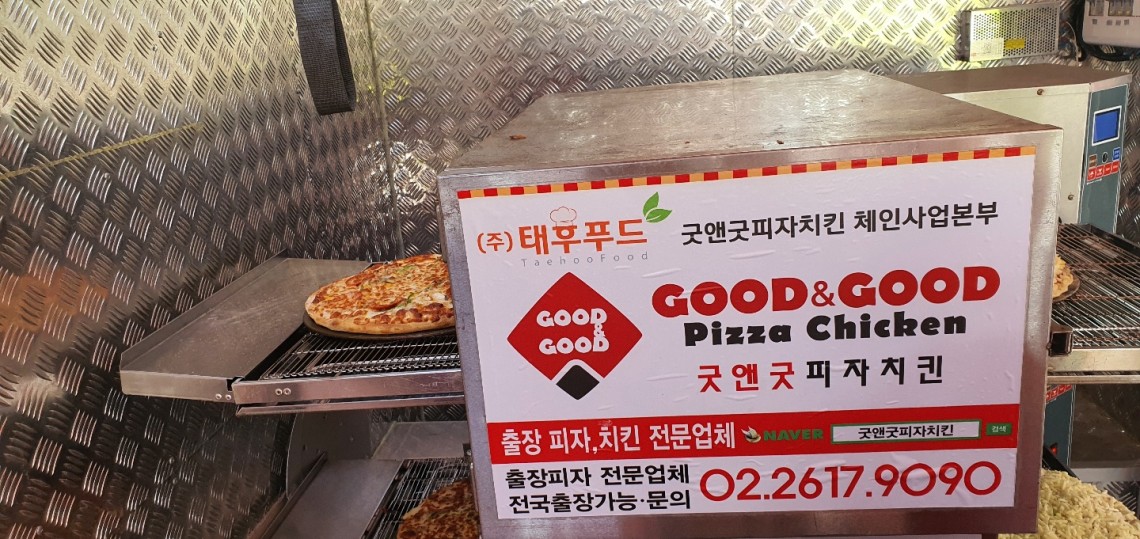 (주)태후푸드
TaehooFood
굿앤굿피자치킨 체인사업본부
GOOD
&
GOOD
GOOD&GOOD
Pizza Chicken
굿앤굿피자치킨
출장 피자,치킨 전문업체 NAVER 굿앤굿피자치킨 검색
출장피자 전문업체
전국출장가능·문의
02.2617.9090